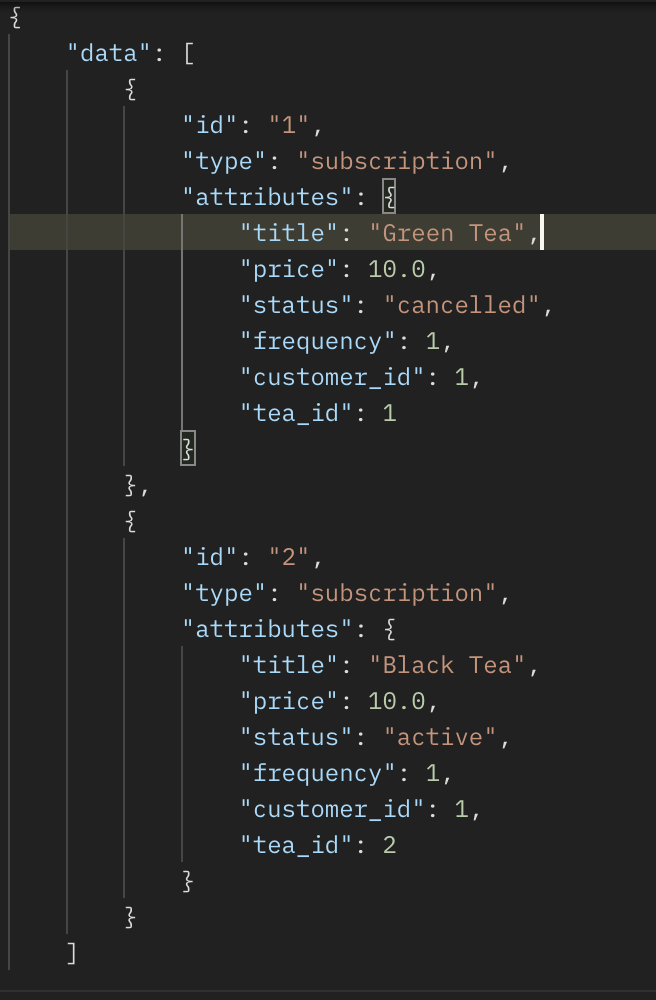 {
    "data": [
        {
            "id": "1",
            "type": "subscription",
            "attributes": {
                "title": "Green Tea",
                "price": 10.0,
                "status": "cancelled",
                "frequency": 1,
                "customer_id": 1,
                "tea_id": 1
            }
        },
        {
            "id": "2",
            "type": "subscription",
            "attributes": {
                "title": "Black Tea",
                "price": 10.0,
                "status": "active",
                "frequency": 1,
                "customer_id": 1,
                "tea_id": 2
            }
        }
    ]